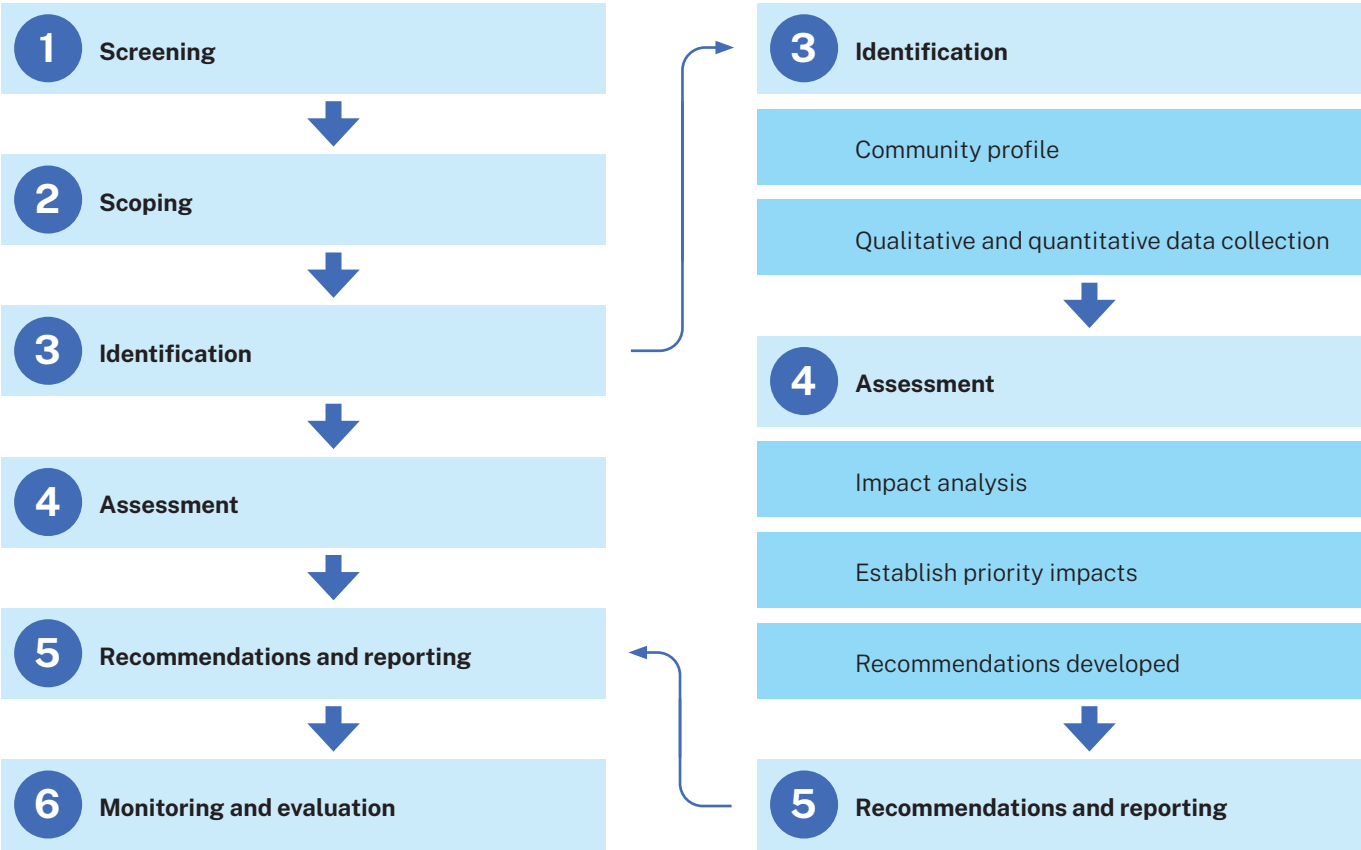 1 Screening
2 Scoping
3 Identification
4 Assessment
5 Recommendations and reporting
6 Monitoring and evaluation
3 Identification
Community profile
Qualitative and quantitative data collection
4 Assessment
Impact analysis
Establish priority impacts
Recommendations developed
5 Recommendations and reporting